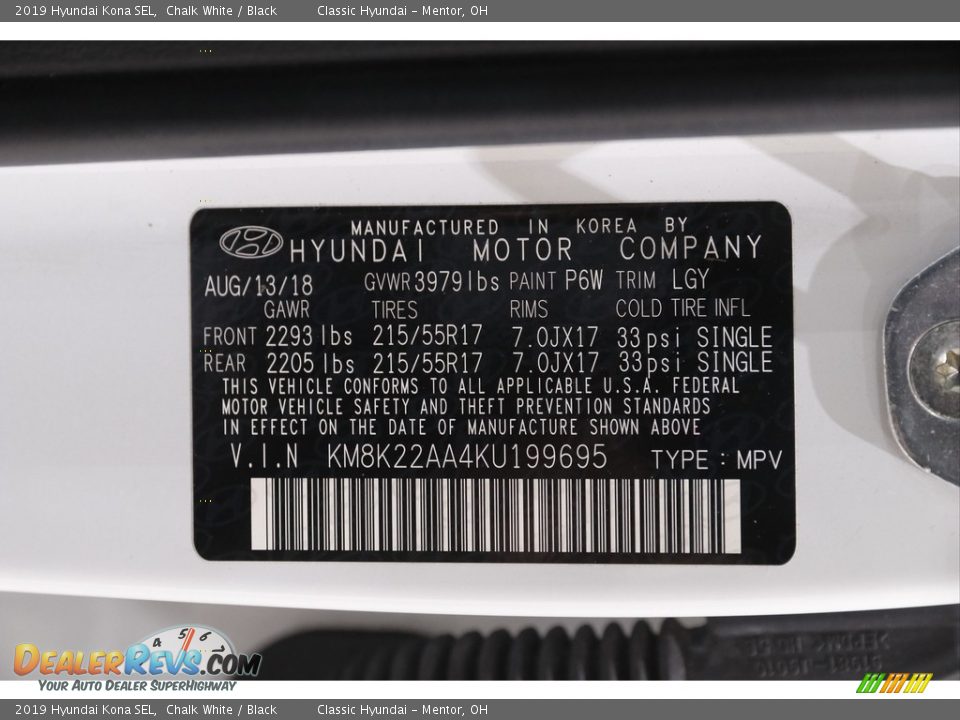 2019 Hyundai Kona SEL, Chalk White / Black Classic Hyundai – Mentor, OH
MANUFACTURED IN KOREA BY
HYUNDAI MOTOR COMPANY
AUG/13/18 GVWR 3979lbs PAINT P6W TRIM LGY
GAWR TIRES RIMS COLD TIRE INFL
FRONT 2293 lbs 215/55R17 7.0JX17 33psi SINGLE
REAR 2205 lbs 215/55R17 7.0JX17 33psi SINGLE
THIS VEHICLE CONFORMS TO ALL APPLICABLE U.S.A. FEDERAL
MOTOR VEHICLE SAFETY AND THEFT PREVENTION STANDARDS
IN EFFECT ON THE DATE OF MANUFACTURE SHOWN ABOVE
V.I.N KM8K22AA4KU199695 TYPE : MPV
4 5 6
DEALERREVS.COM
YOUR AUTO DEALER SUPERHIGHWAY
2019 Hyundai Kona SEL, Chalk White / Black Classic Hyundai – Mentor, OH